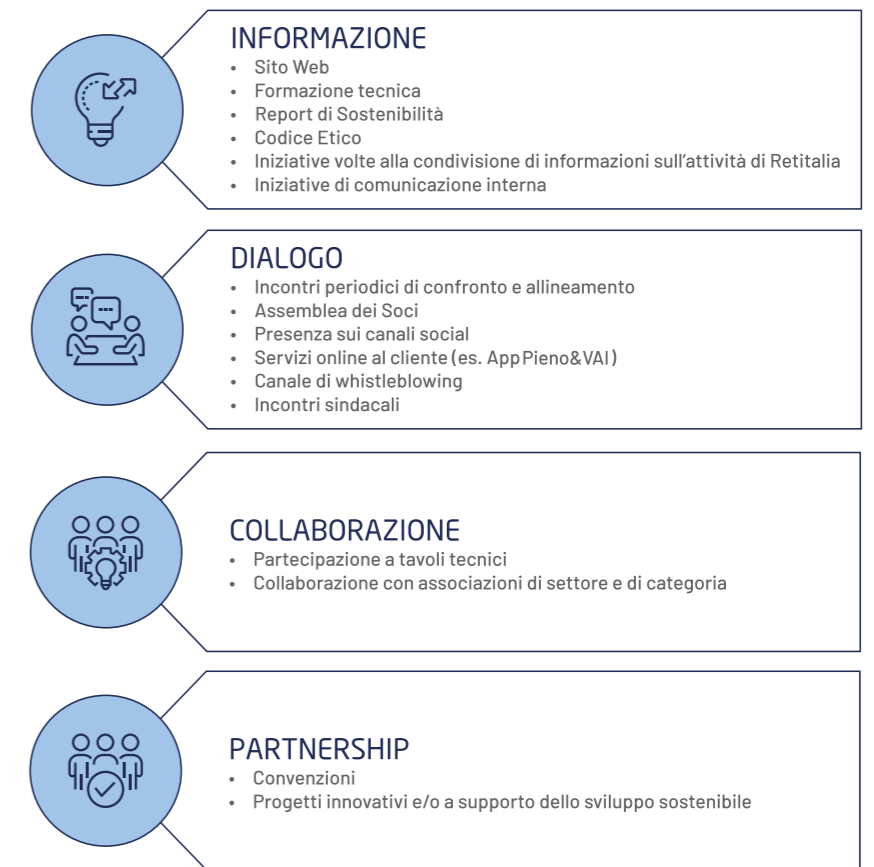 INFORMAZIONE
• Sito Web
• Formazione tecnica
• Report di Sostenibilità
• Codice Etico
• Iniziative volte alla condivisione di informazioni sull'attività di Retitalia
• Iniziative di comunicazione interna
DIALOGO
• Incontri periodici di confronto e allineamento
• Assemblea dei Soci
• Presenza sui canali social
• Servizi online al cliente (es. App Pieno&VAI)
• Canale di whistleblowing
• Incontri sindacali
COLLABORAZIONE
• Partecipazione a tavoli tecnici
• Collaborazione con associazioni di settore e di categoria
PARTNERSHIP
• Convenzioni
• Progetti innovativi e/o a supporto dello sviluppo sostenibile